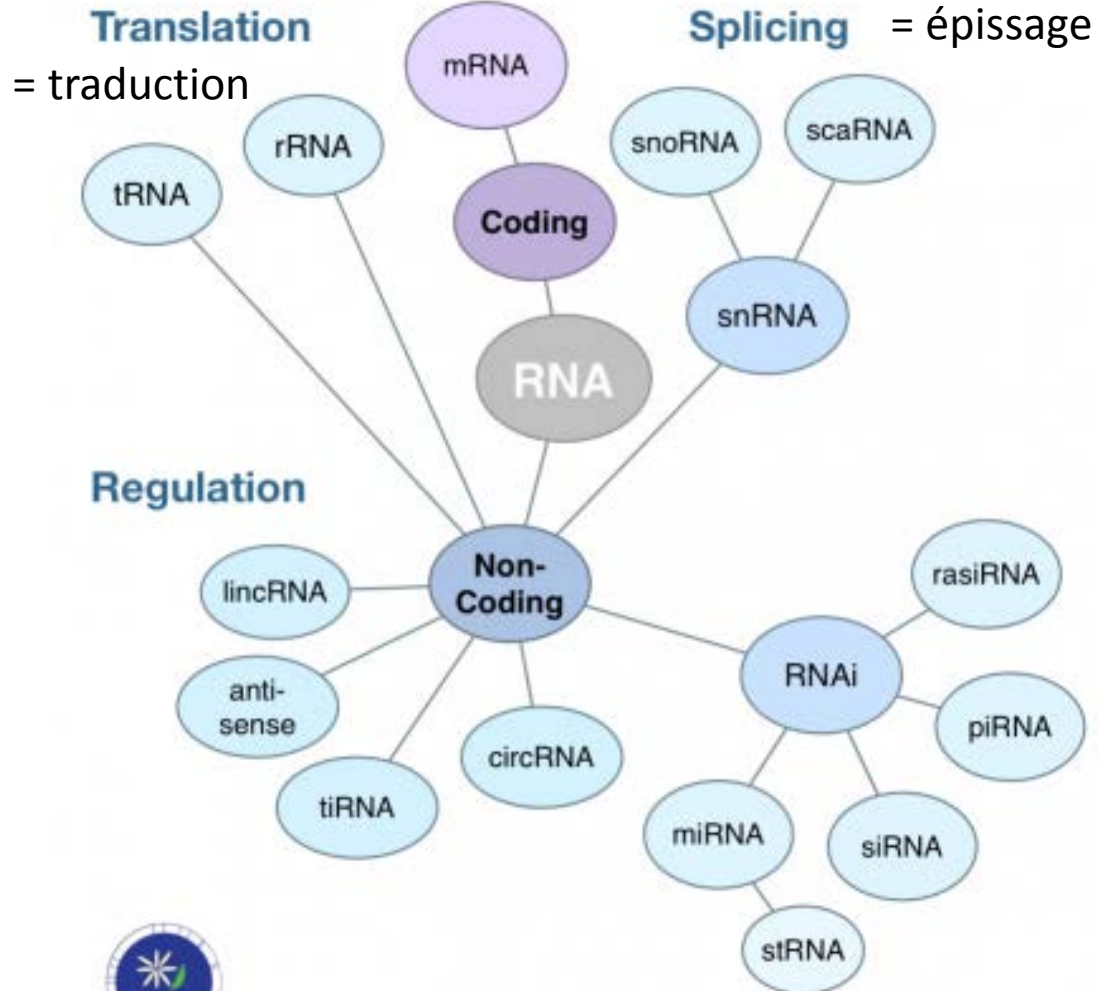 Translation
= traduction
mRNA
Splicing = épissage
rRNA
tRNA
snoRNA
scaRNA
Coding
snRNA
RNA
Regulation
Non-
Coding
lincRNA
anti-
sense
tiRNA
circRNA
RNAi
rasiRNA
piRNA
miRNA
siRNA
stRNA